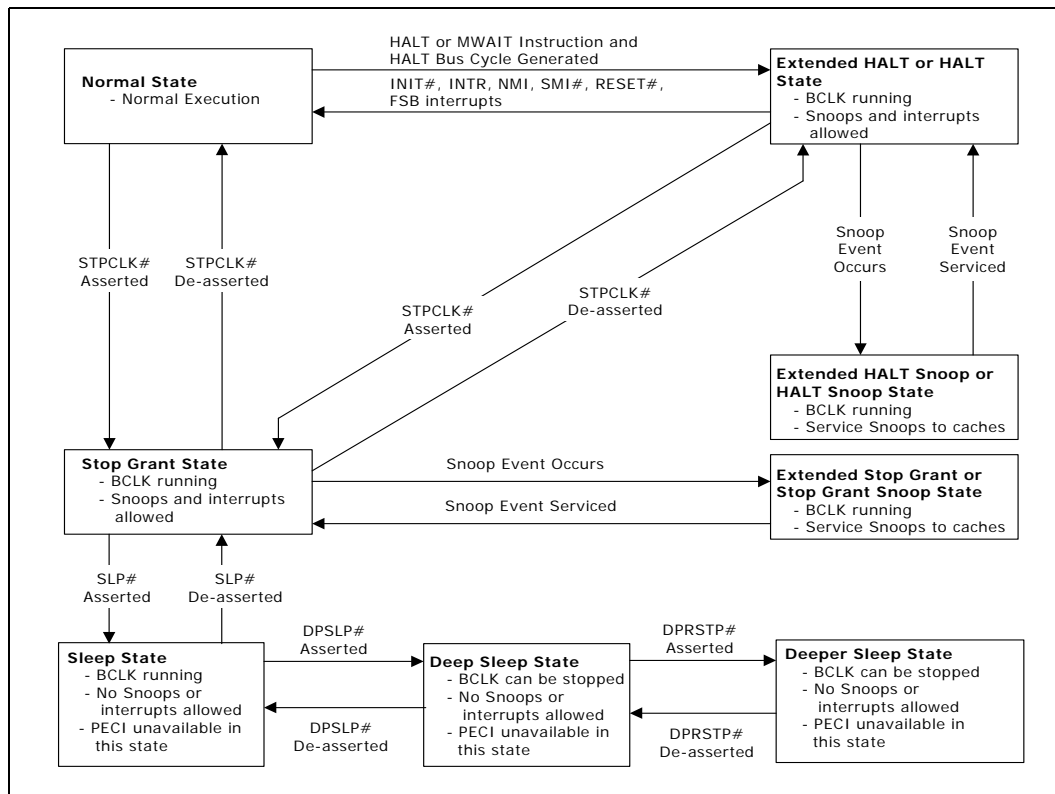 HALT or MWAIT Instruction and
HALT Bus Cycle Generated
Normal State
- Normal Execution
INIT#, INTR, NMI, SMI#, RESET#,
FSB interrupts
Extended HALT or HALT
State
- BCLK running
- Snoops and interrupts
allowed
STPCLK#
Asserted
STPCLK#
De-asserted
STPCLK#
Asserted
STPCLK#
De-asserted
Snoop
Event
Occurs
Snoop
Event
Serviced
Extended HALT Snoop or
HALT Snoop State
- BCLK running
- Service Snoops to caches
Stop Grant State
- BCLK running
- Snoops and interrupts
allowed
Snoop Event Occurs
Snoop Event Serviced
Extended Stop Grant or
Stop Grant Snoop State
- BCLK running
- Service Snoops to caches
SLP#
Asserted
SLP#
De-asserted
Sleep State
- BCLK running
- No Snoops or
interrupts allowed
- PECI unavailable in
this state
DPSLP#
Asserted
DPSLP#
De-asserted
Deep Sleep State
- BCLK can be stopped
- No Snoops or
interrupts allowed
- PECI unavailable in
this state
DPRSTP#
Asserted
DPRSTP#
De-asserted
Deeper Sleep State
- BCLK can be stopped
- No Snoops or
interrupts allowed
- PECI unavailable in
this state